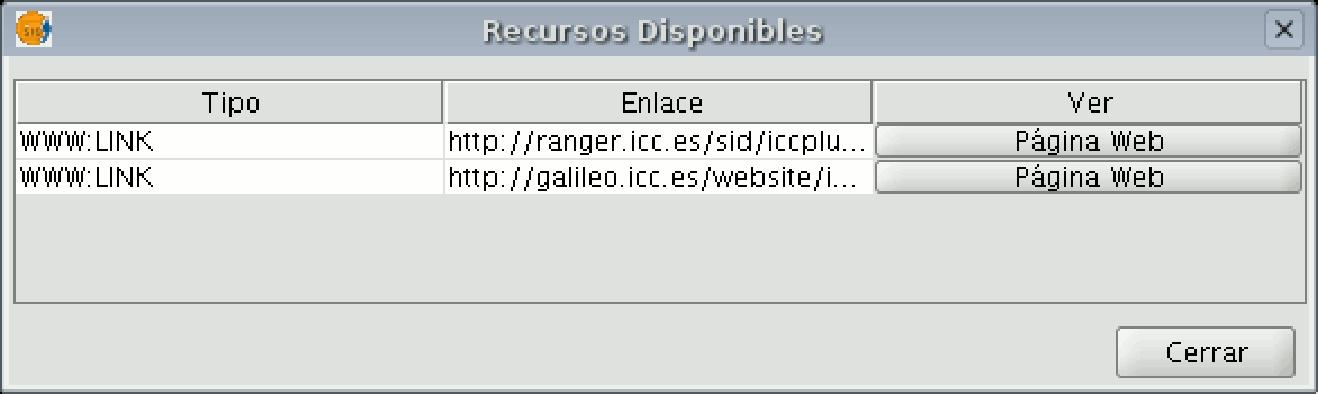 Recursos Disponibles
Tipo Enlace Ver
WWW:LINK http://ranger.icc.es/sid/iccplu... Página Web
WWW:LINK http://galileo.icc.es/website/i... Página Web
Cerrar